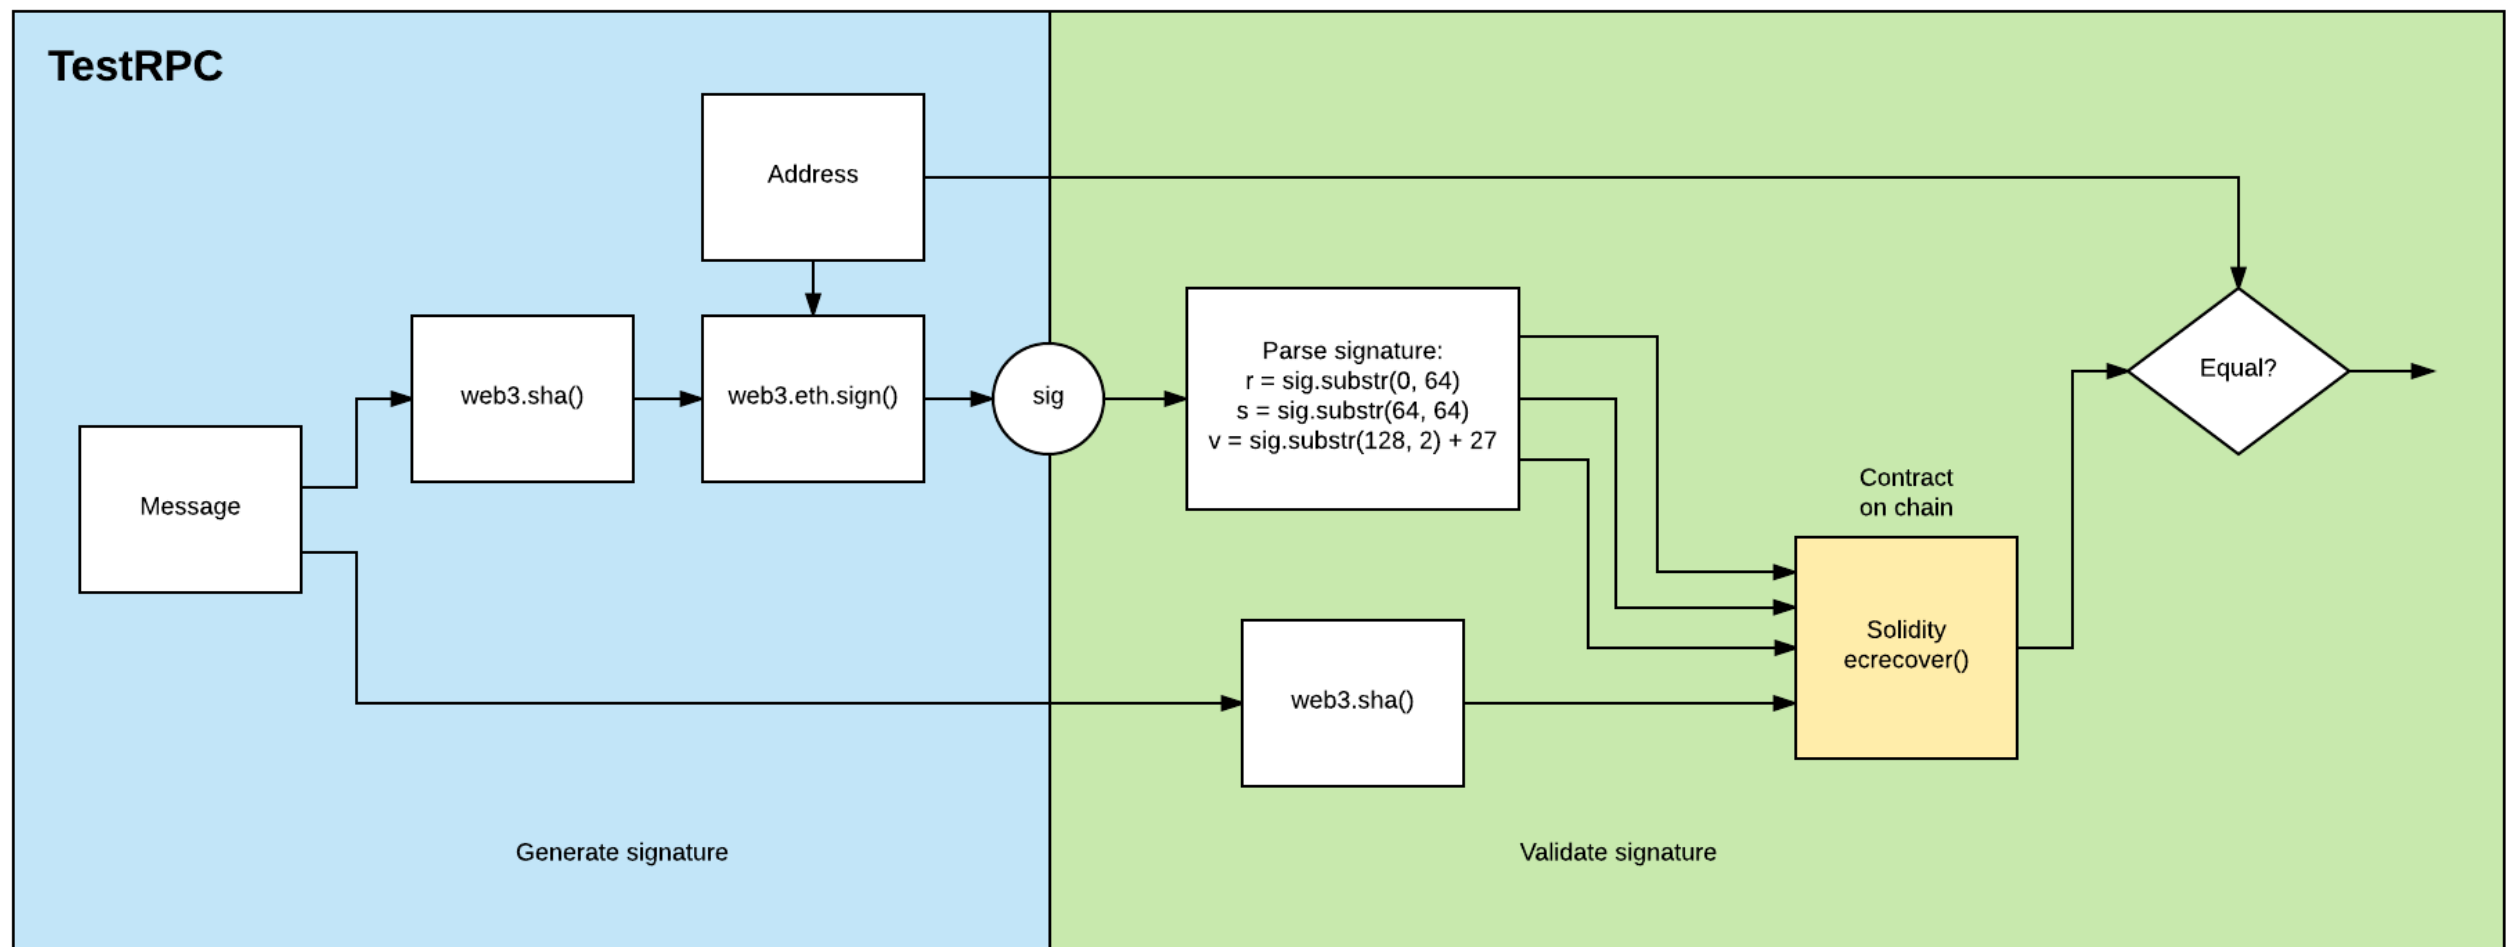 TestRPC
Address
web3.sha()
web3.eth.sign()
sig
Message
Parse signature:
r = sig.substr(0, 64)
s = sig.substr(64, 64)
v = sig.substr(128, 2) + 27
Equal?
Contract
on chain
Solidity
ecrecover()
web3.sha()
Generate signature
Validate signature